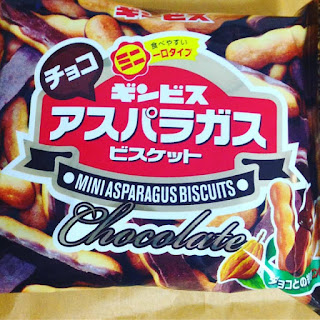 チョコ
ミニ
食べやすい
一口タイプ
ギンビス
アスパラガス
ビスケット
MINI ASPARAGUS BISCUITS
Chocolate
チョコとの